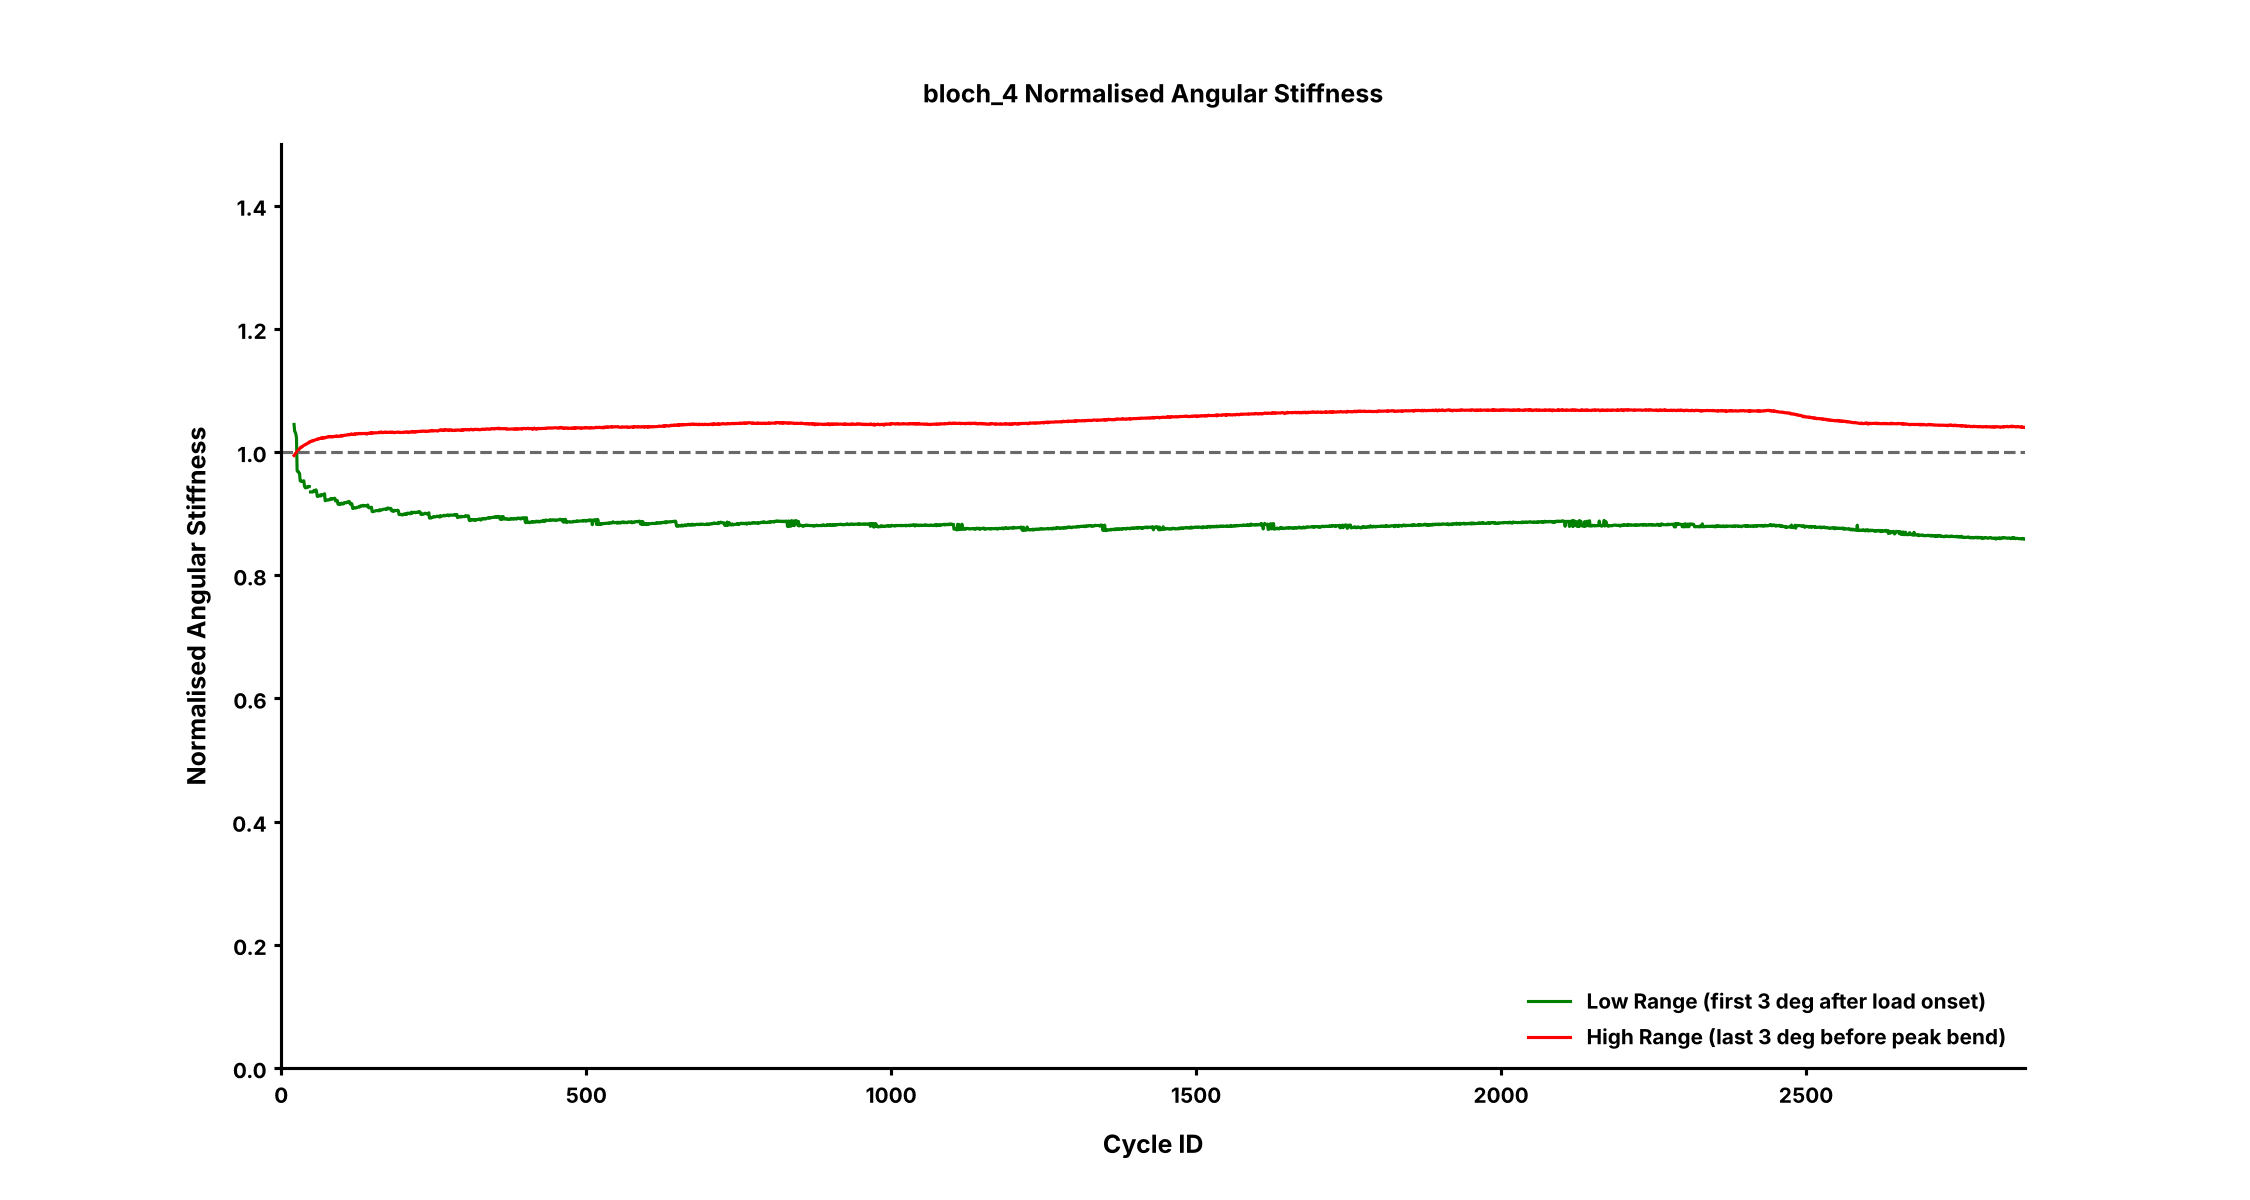 bloch_4 Normalised Angular Stiffness
Normalised Angular Stiffness
1.4
1.2
1.0
0.8
0.6
0.4
0.2
0.0
0 500 1000 1500 2000 2500
Cycle ID
Low Range (first 3 deg after load onset)
High Range (last 3 deg before peak bend)